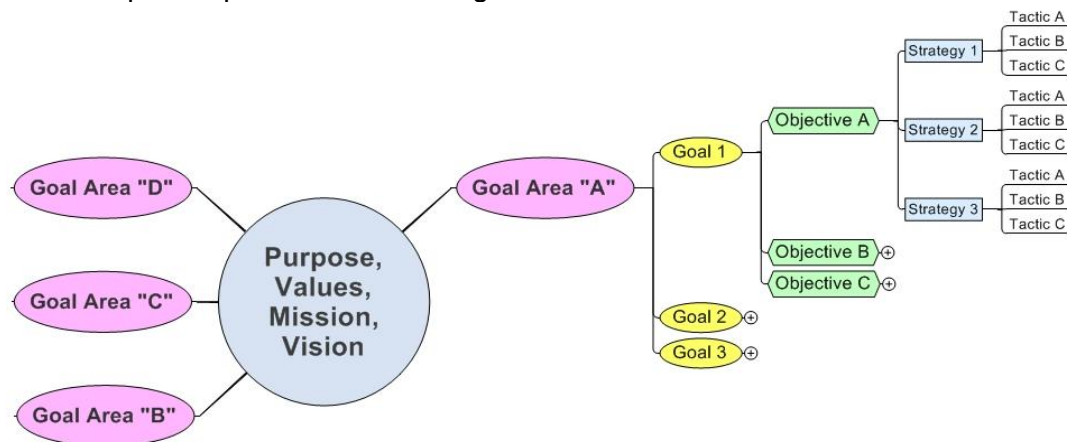 Tactic A
Tactic B
Tactic C
Strategy 1
Tactic A
Tactic B
Tactic C
Strategy 2
Tactic A
Tactic B
Tactic C
Strategy 3
Objective A
Goal 1
Goal Area "D"
Goal Area "A"
Purpose,
Values,
Mission,
Vision
Objective B
Objective C
Goal Area "C"
Goal 2
Goal 3
Goal Area "B"